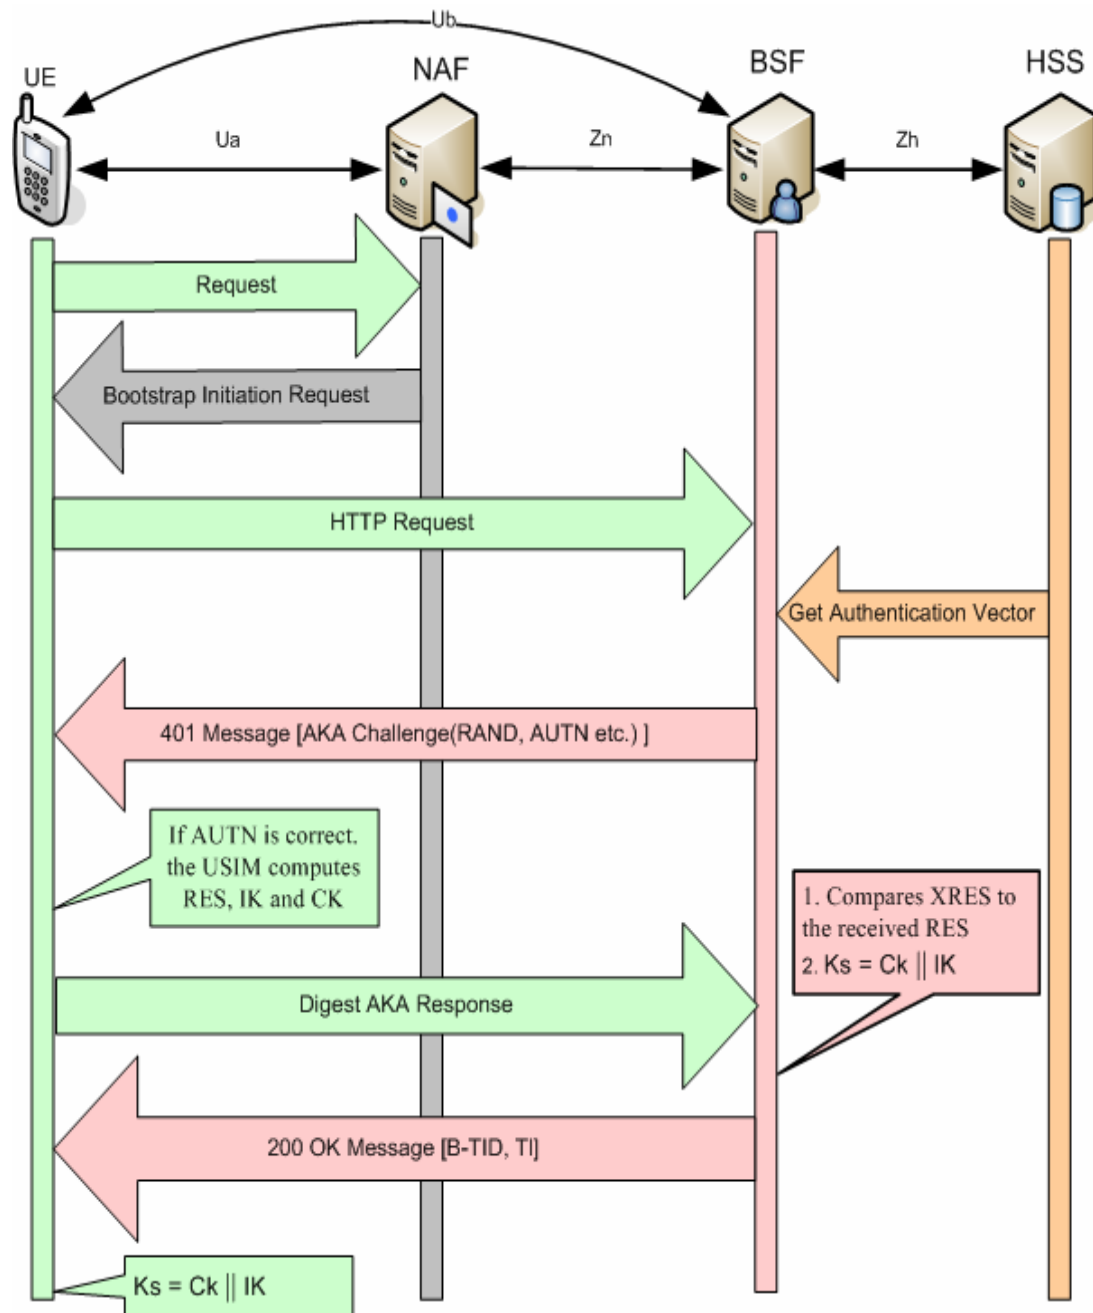 Ub
UE
NAF
BSF
HSS
Ua
Zn
Zh
Request
Bootstrap Initiation Request
HTTP Request
Get Authentication Vector
401 Message [AKA Challenge(RAND, AUTN etc.) ]
If AUTN is correct,
the USIM computes
RES, IK and CK
1. Compares XRES to
the received RES
2. Ks = Ck || IK
Digest AKA Response
200 OK Message [B-TID, TI]
Ks = Ck || IK